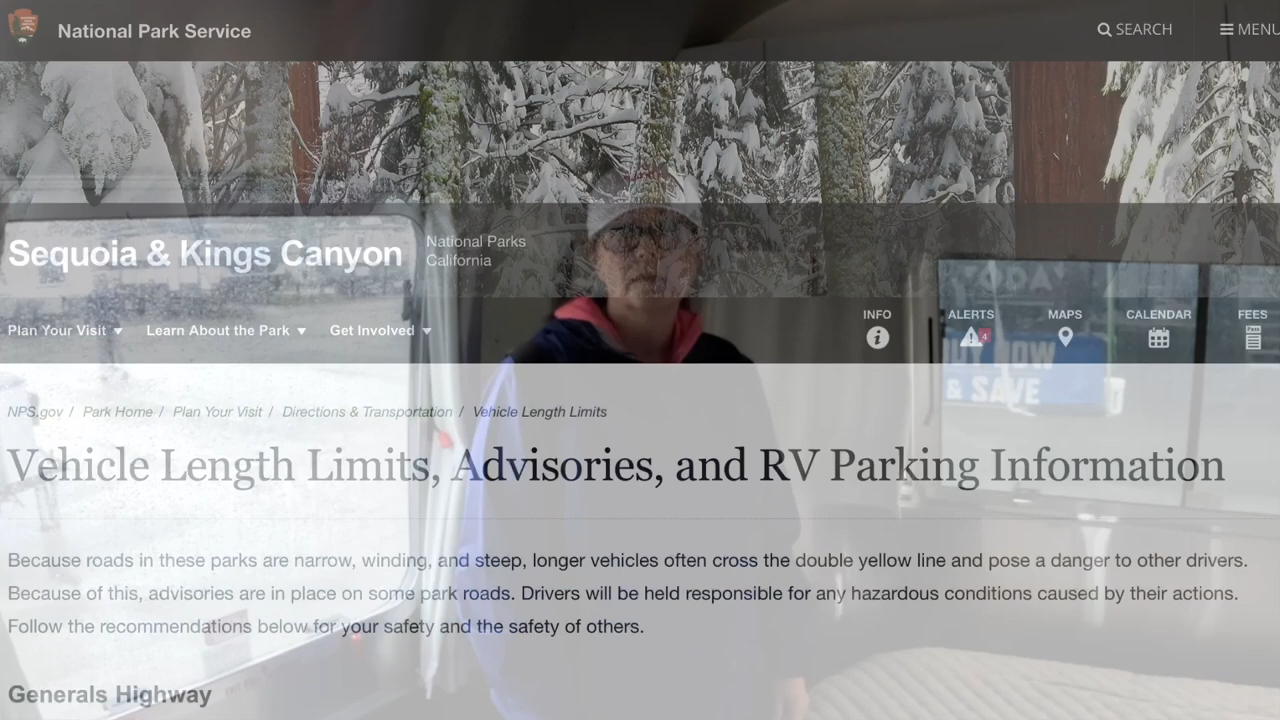 National Park Service
SEARCH
MENU
Sequoia & Kings Canyon
National Parks
California
Plan Your Visit
Learn About the Park
Get Involved
INFO
ALERTS
4
MAPS
CALENDAR
FEES
BUY NOW
& SAVE
NPS.gov / Park Home / Plan Your Visit / Directions & Transportation / Vehicle Length Limits
Vehicle Length Limits, Advisories, and RV Parking Information
Because roads in these parks are narrow, winding, and steep, longer vehicles often cross the double yellow line and pose a danger to other drivers.
Because of this, advisories are in place on some park roads. Drivers will be held responsible for any hazardous conditions caused by their actions.
Follow the recommendations below for your safety and the safety of others.
Generals Highway